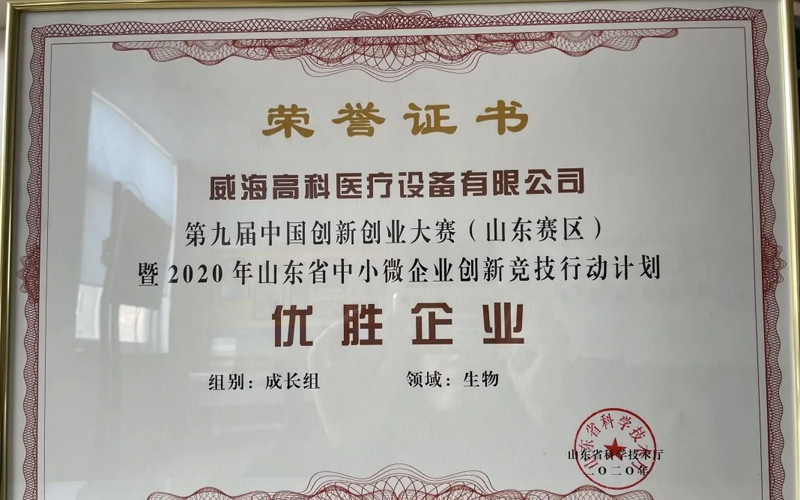 荣誉证书
威海高科医疗设备有限公司
第九届中国创新创业大赛（山东赛区）
暨2020年山东省中小微企业创新竞技行动计划
优胜企业
组别：成长组 领域：生物
山东省科学技术厅
二〇二〇年